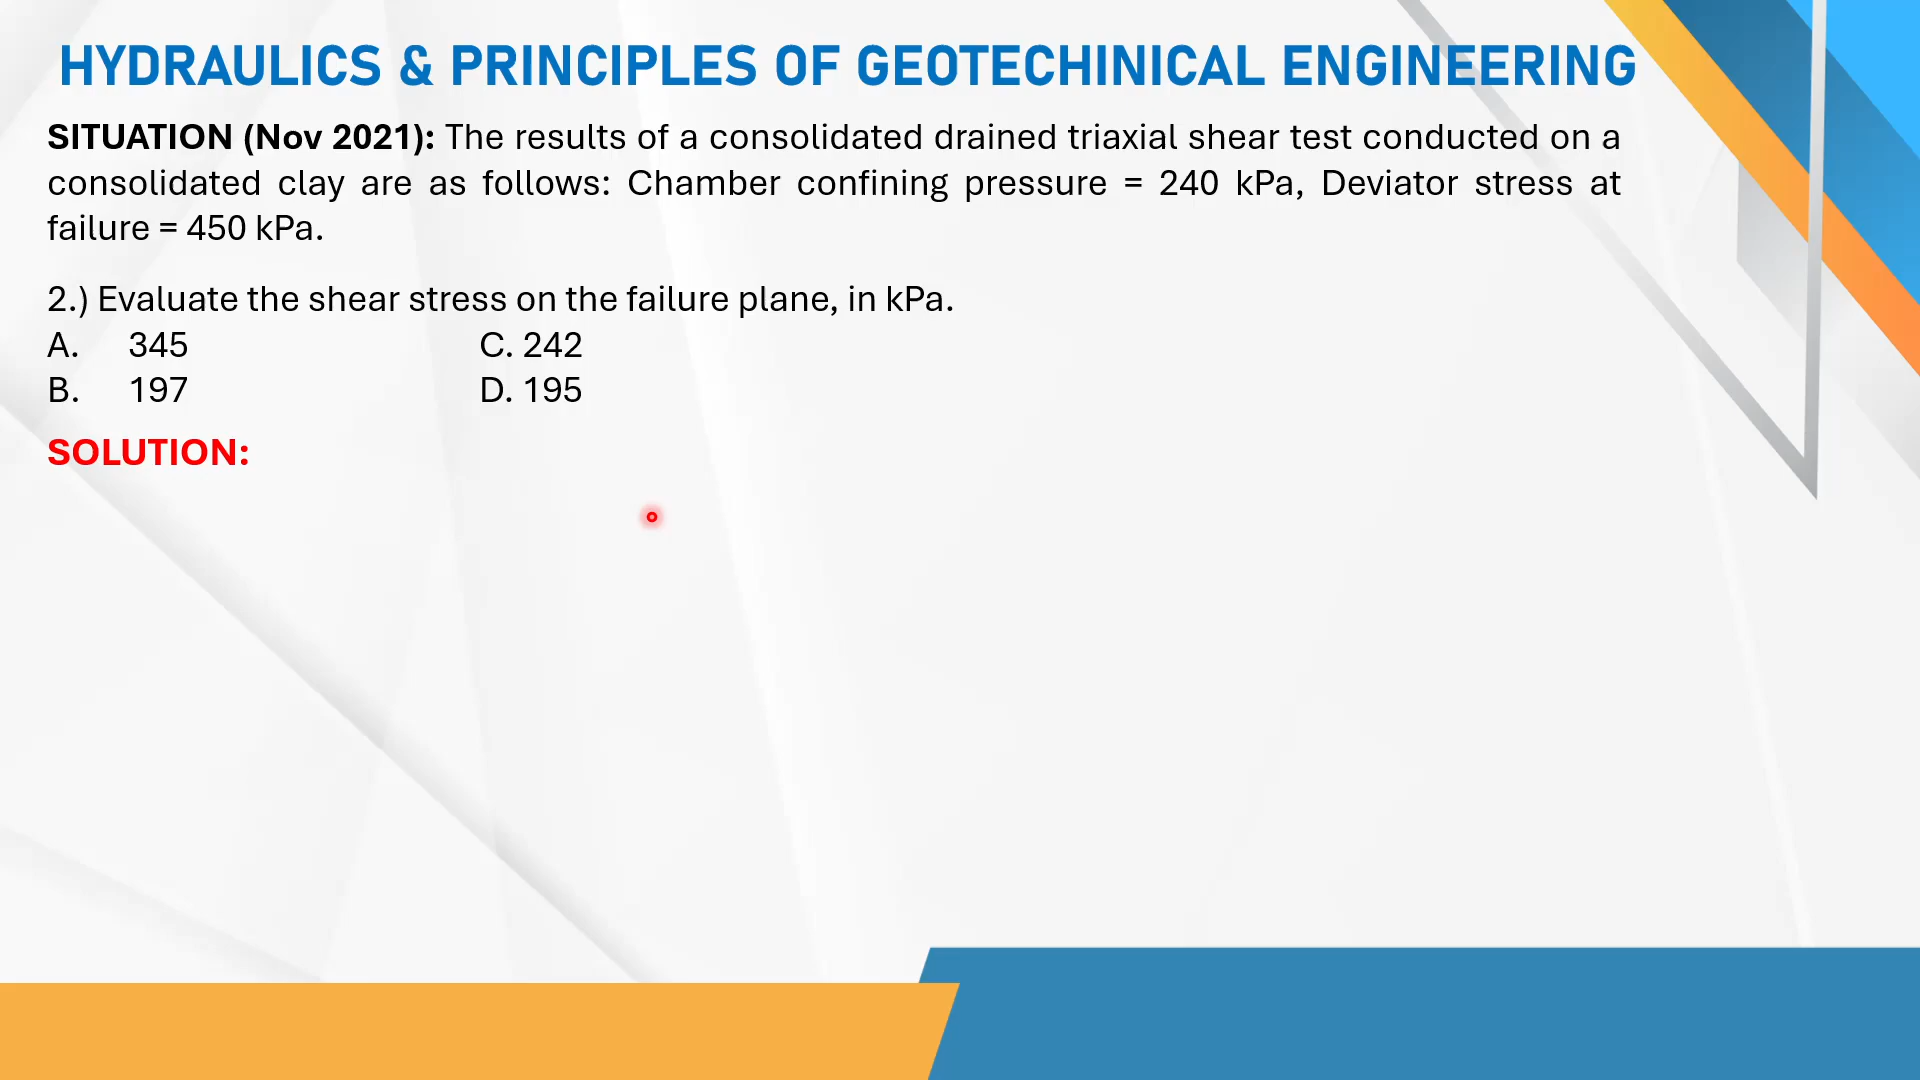 HYDRAULICS & PRINCIPLES OF GEOTECHINICAL ENGINEERING
SITUATION (Nov 2021): The results of a consolidated drained triaxial shear test conducted on a
consolidated clay are as follows: Chamber confining pressure = 240 kPa, Deviator stress at
failure = 450 kPa.
2.) Evaluate the shear stress on the failure plane, in kPa.
A. 345 C. 242
B. 197 D. 195
SOLUTION: